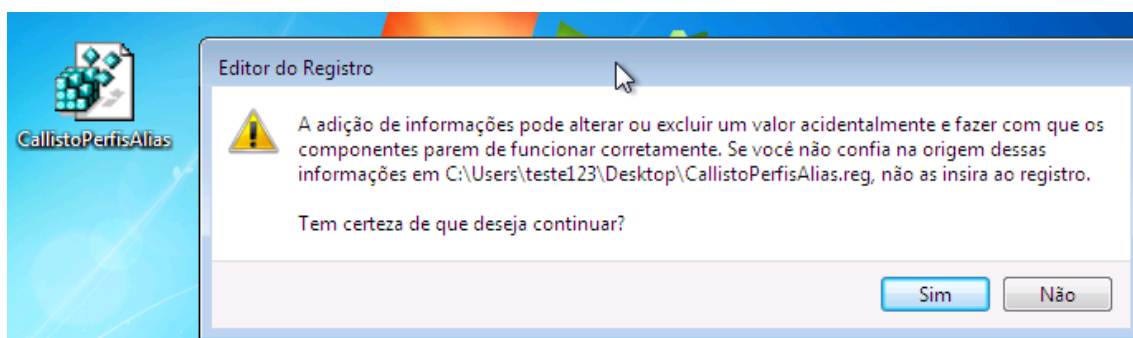 Editor do Registro
CallistoPerfisAlias
A adição de informações pode alterar ou excluir um valor acidentalmente e fazer com que os
componentes parem de funcionar corretamente. Se você não confia na origem dessas
informações em C:\Users\teste123\Desktop\CallistoPerfisAlias.reg, não as insira ao registro.
Tem certeza de que deseja continuar?
Sim
Não